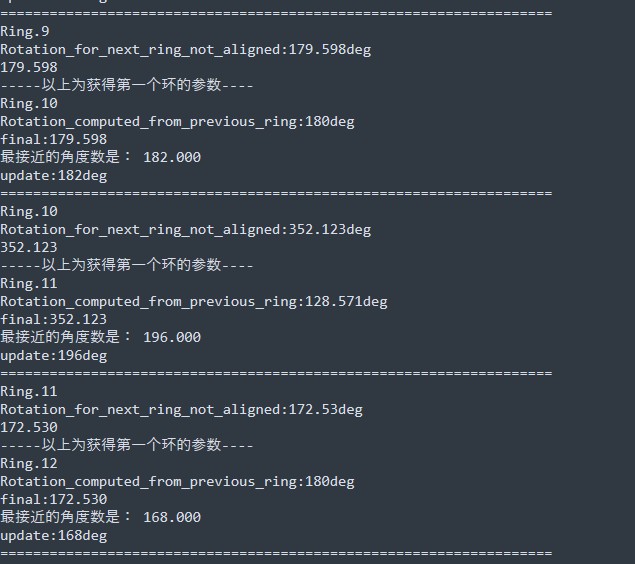 ==================================================================
Ring.9
Rotation_for_next_ring_not_aligned:179.598deg
179.598
-----以上为获得第一个环的参数----
Ring.10
Rotation_computed_from_previous_ring:180deg
final:179.598
最接近的角度数是： 182.000
update:182deg
==================================================================
Ring.10
Rotation_for_next_ring_not_aligned:352.123deg
352.123
-----以上为获得第一个环的参数----
Ring.11
Rotation_computed_from_previous_ring:128.571deg
final:352.123
最接近的角度数是： 196.000
update:196deg
==================================================================
Ring.11
Rotation_for_next_ring_not_aligned:172.53deg
172.530
-----以上为获得第一个环的参数----
Ring.12
Rotation_computed_from_previous_ring:180deg
final:172.530
最接近的角度数是： 168.000
update:168deg
==================================================================